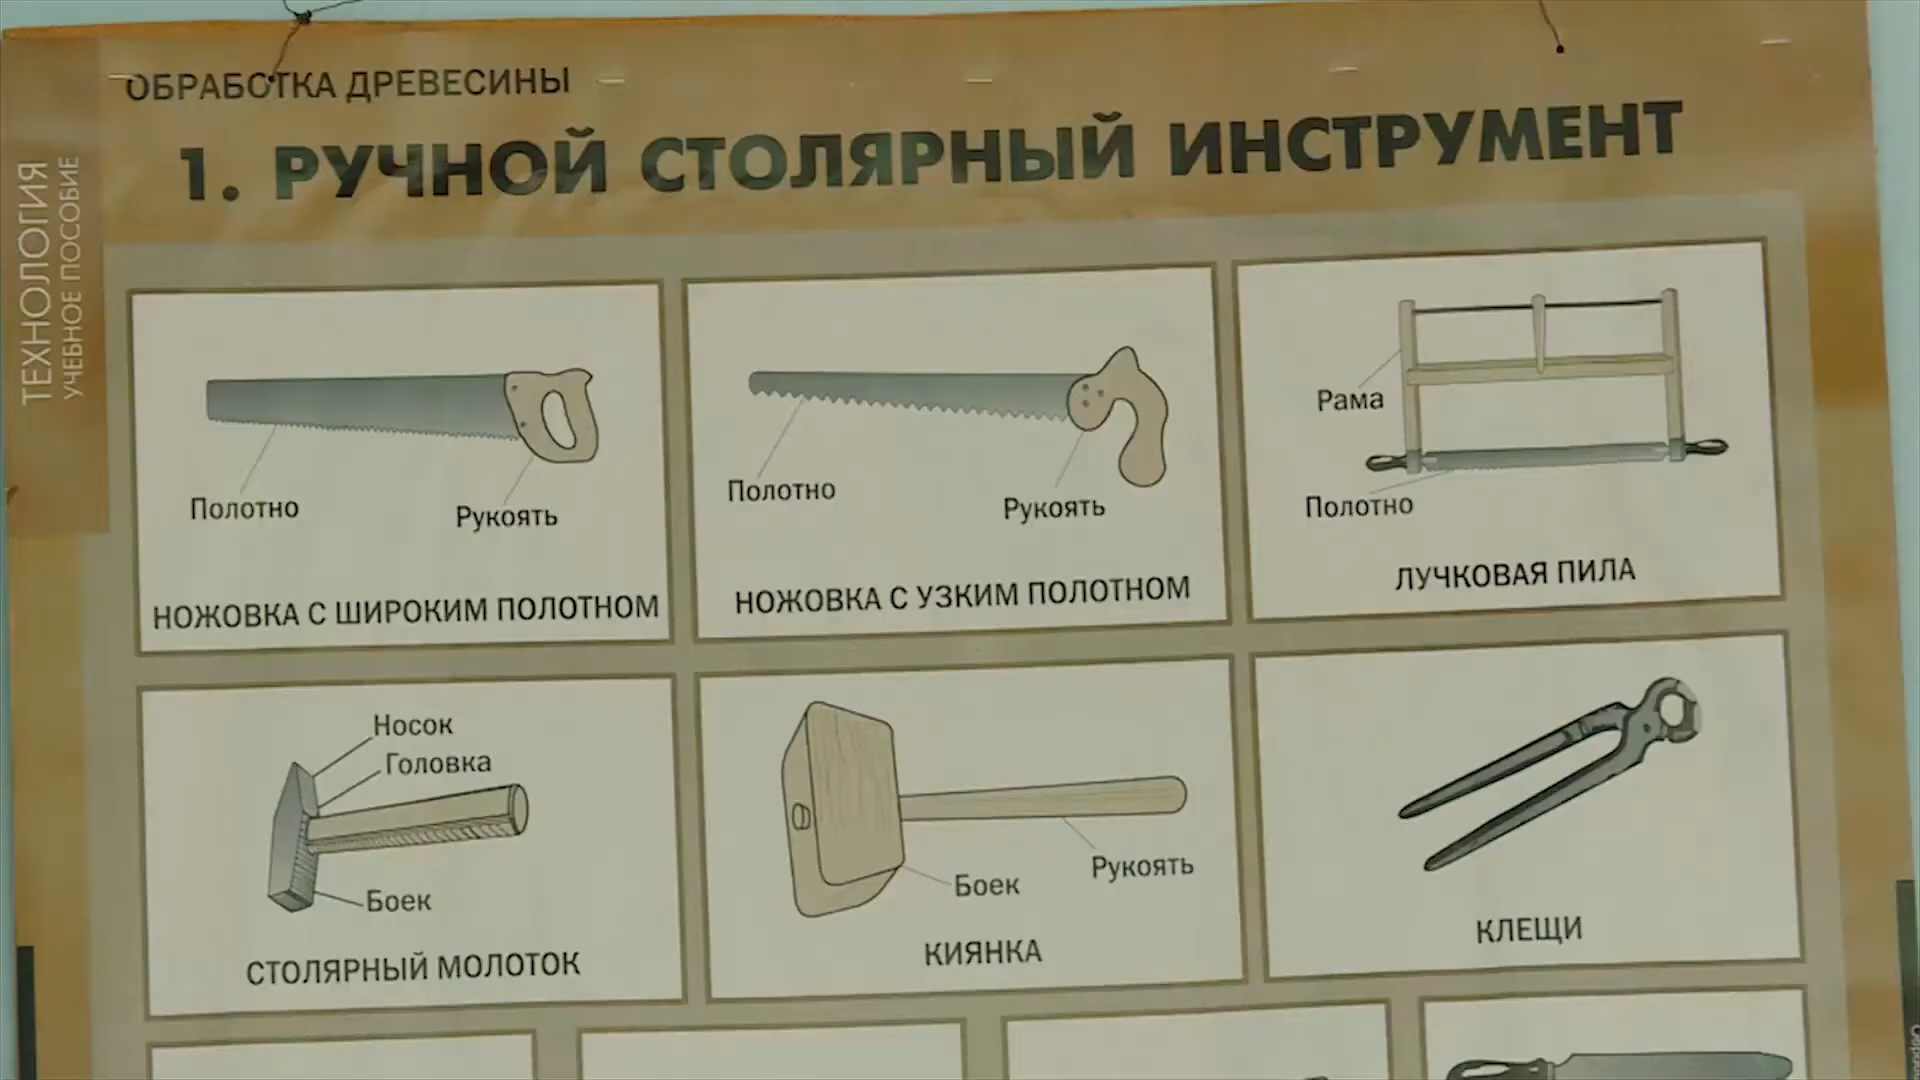 ОБРАБОТКА ДРЕВЕСИНЫ
1. РУЧНОЙ СТОЛЯРНЫЙ ИНСТРУМЕНТ
ТЕХНОЛОГИЯ
УЧЕБНОЕ ПОСОБИЕ
Полотно
Рукоять
НОЖОВКА С ШИРОКИМ ПОЛОТНОМ
Полотно
Рукоять
НОЖОВКА С УЗКИМ ПОЛОТНОМ
Рама
Полотно
ЛУЧКОВАЯ ПИЛА
Носок
Головка
Боек
СТОЛЯРНЫЙ МОЛОТОК
Боек
Рукоять
КИЯНКА
КЛЕЩИ